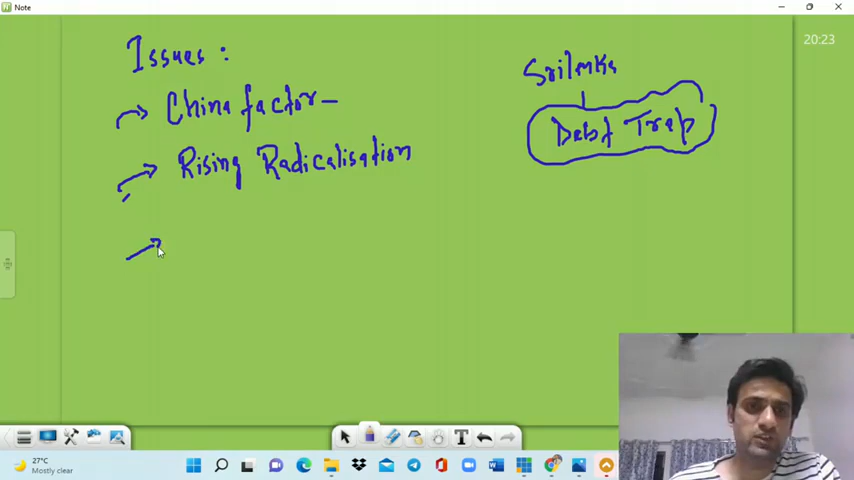 Note
20:23
Issues :
China factor-
Rising Radicalisation
Srilanka
Debt Trap
27°C
Mostly clear